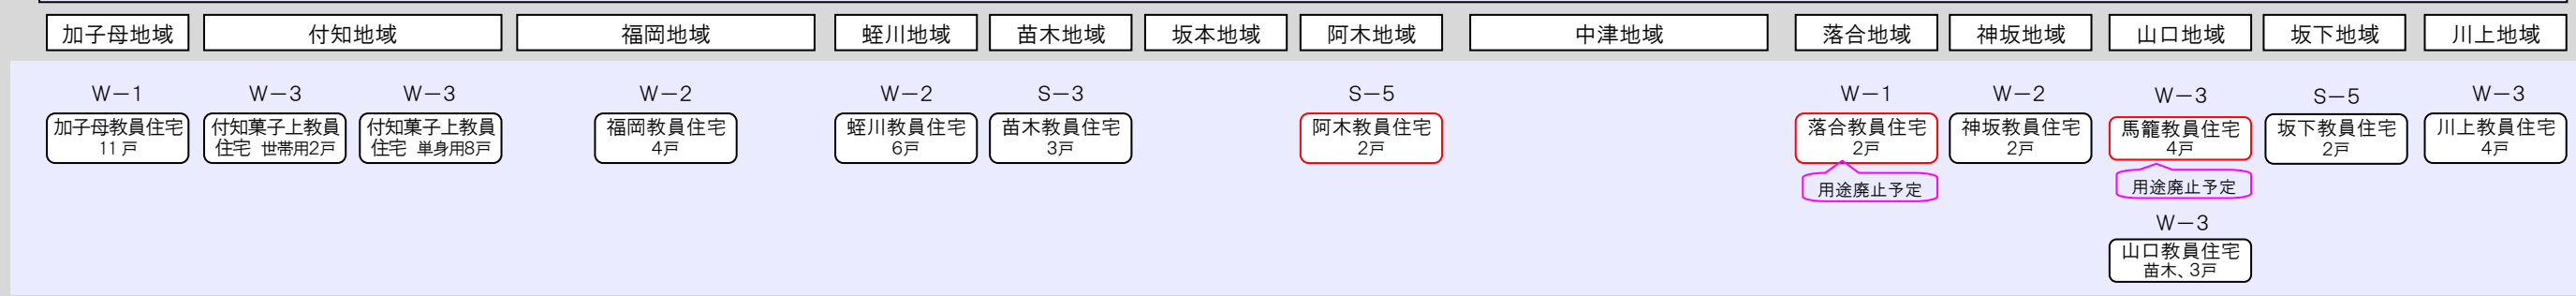 加子母地域
付知地域
福岡地域
蛭川地域
苗木地域
坂本地域
阿木地域
中津地域
落合地域
神坂地域
山口地域
坂下地域
川上地域
W－1
加子母教員住宅
11戸
W－3
付知菓子上教員
住宅 世帯用2戸
W－3
付知菓子上教員
住宅 単身用8戸
W－2
福岡教員住宅
4戸
W－2
蛭川教員住宅
6戸
S－3
苗木教員住宅
3戸
S－5
阿木教員住宅
2戸
W－1
落合教員住宅
2戸
用途廃止予定
W－2
神坂教員住宅
2戸
W－3
馬籠教員住宅
4戸
用途廃止予定
W－3
山口教員住宅
苗木、3戸
S－5
坂下教員住宅
2戸
W－3
川上教員住宅
4戸